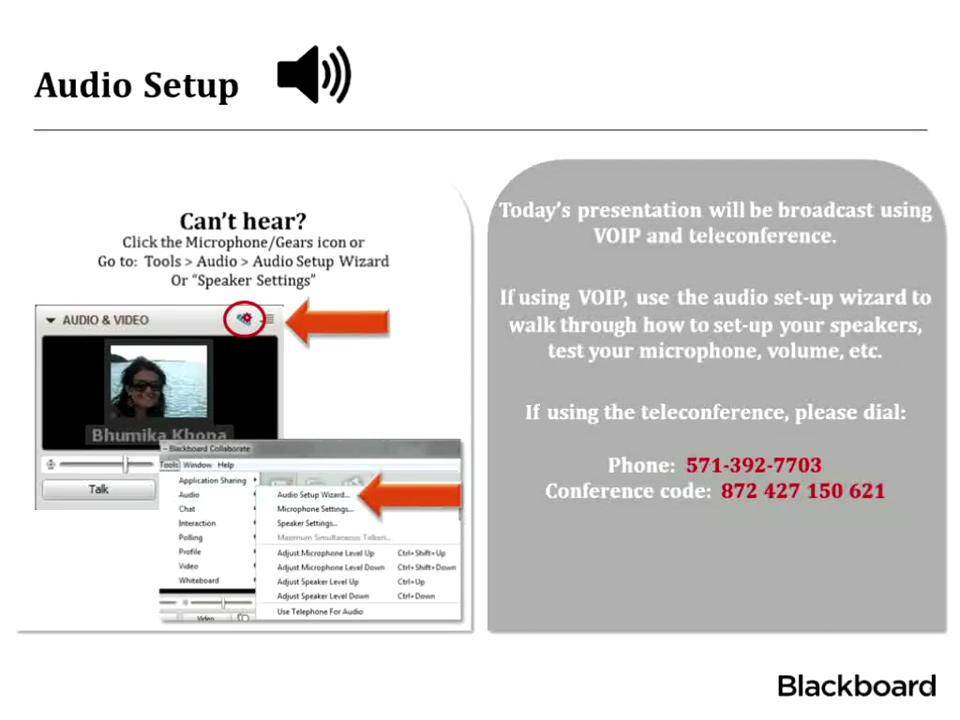 Audio Setup
Can't hear?
Click the Microphone/Gears icon or
Go to: Tools > Audio > Audio Setup Wizard
Or “Speaker Settings”
AUDIO & VIDEO
Bhumika Khona
Talk
– Blackboard Collaborate
Tools Window Help
Application Sharing
Audio
Chat
Interaction
Polling
Profile
Video
Whiteboard
Audio Setup Wizard...
Microphone Settings...
Speaker Settings...
Maximum Simultaneous Talkers...
Adjust Microphone Level Up Ctrl+Shift+Up
Adjust Microphone Level Down Ctrl+Shift+Down
Adjust Speaker Level Up Ctrl+Up
Adjust Speaker Level Down Ctrl+Down
Use Telephone For Audio
Video
Today's presentation will be broadcast using
VOIP and teleconference.
If using VOIP, use the audio set-up wizard to
walk through how to set-up your speakers,
test your microphone, volume, etc.
If using the teleconference, please dial:
Phone: 571-392-7703
Conference code: 872 427 150 621
Blackboard